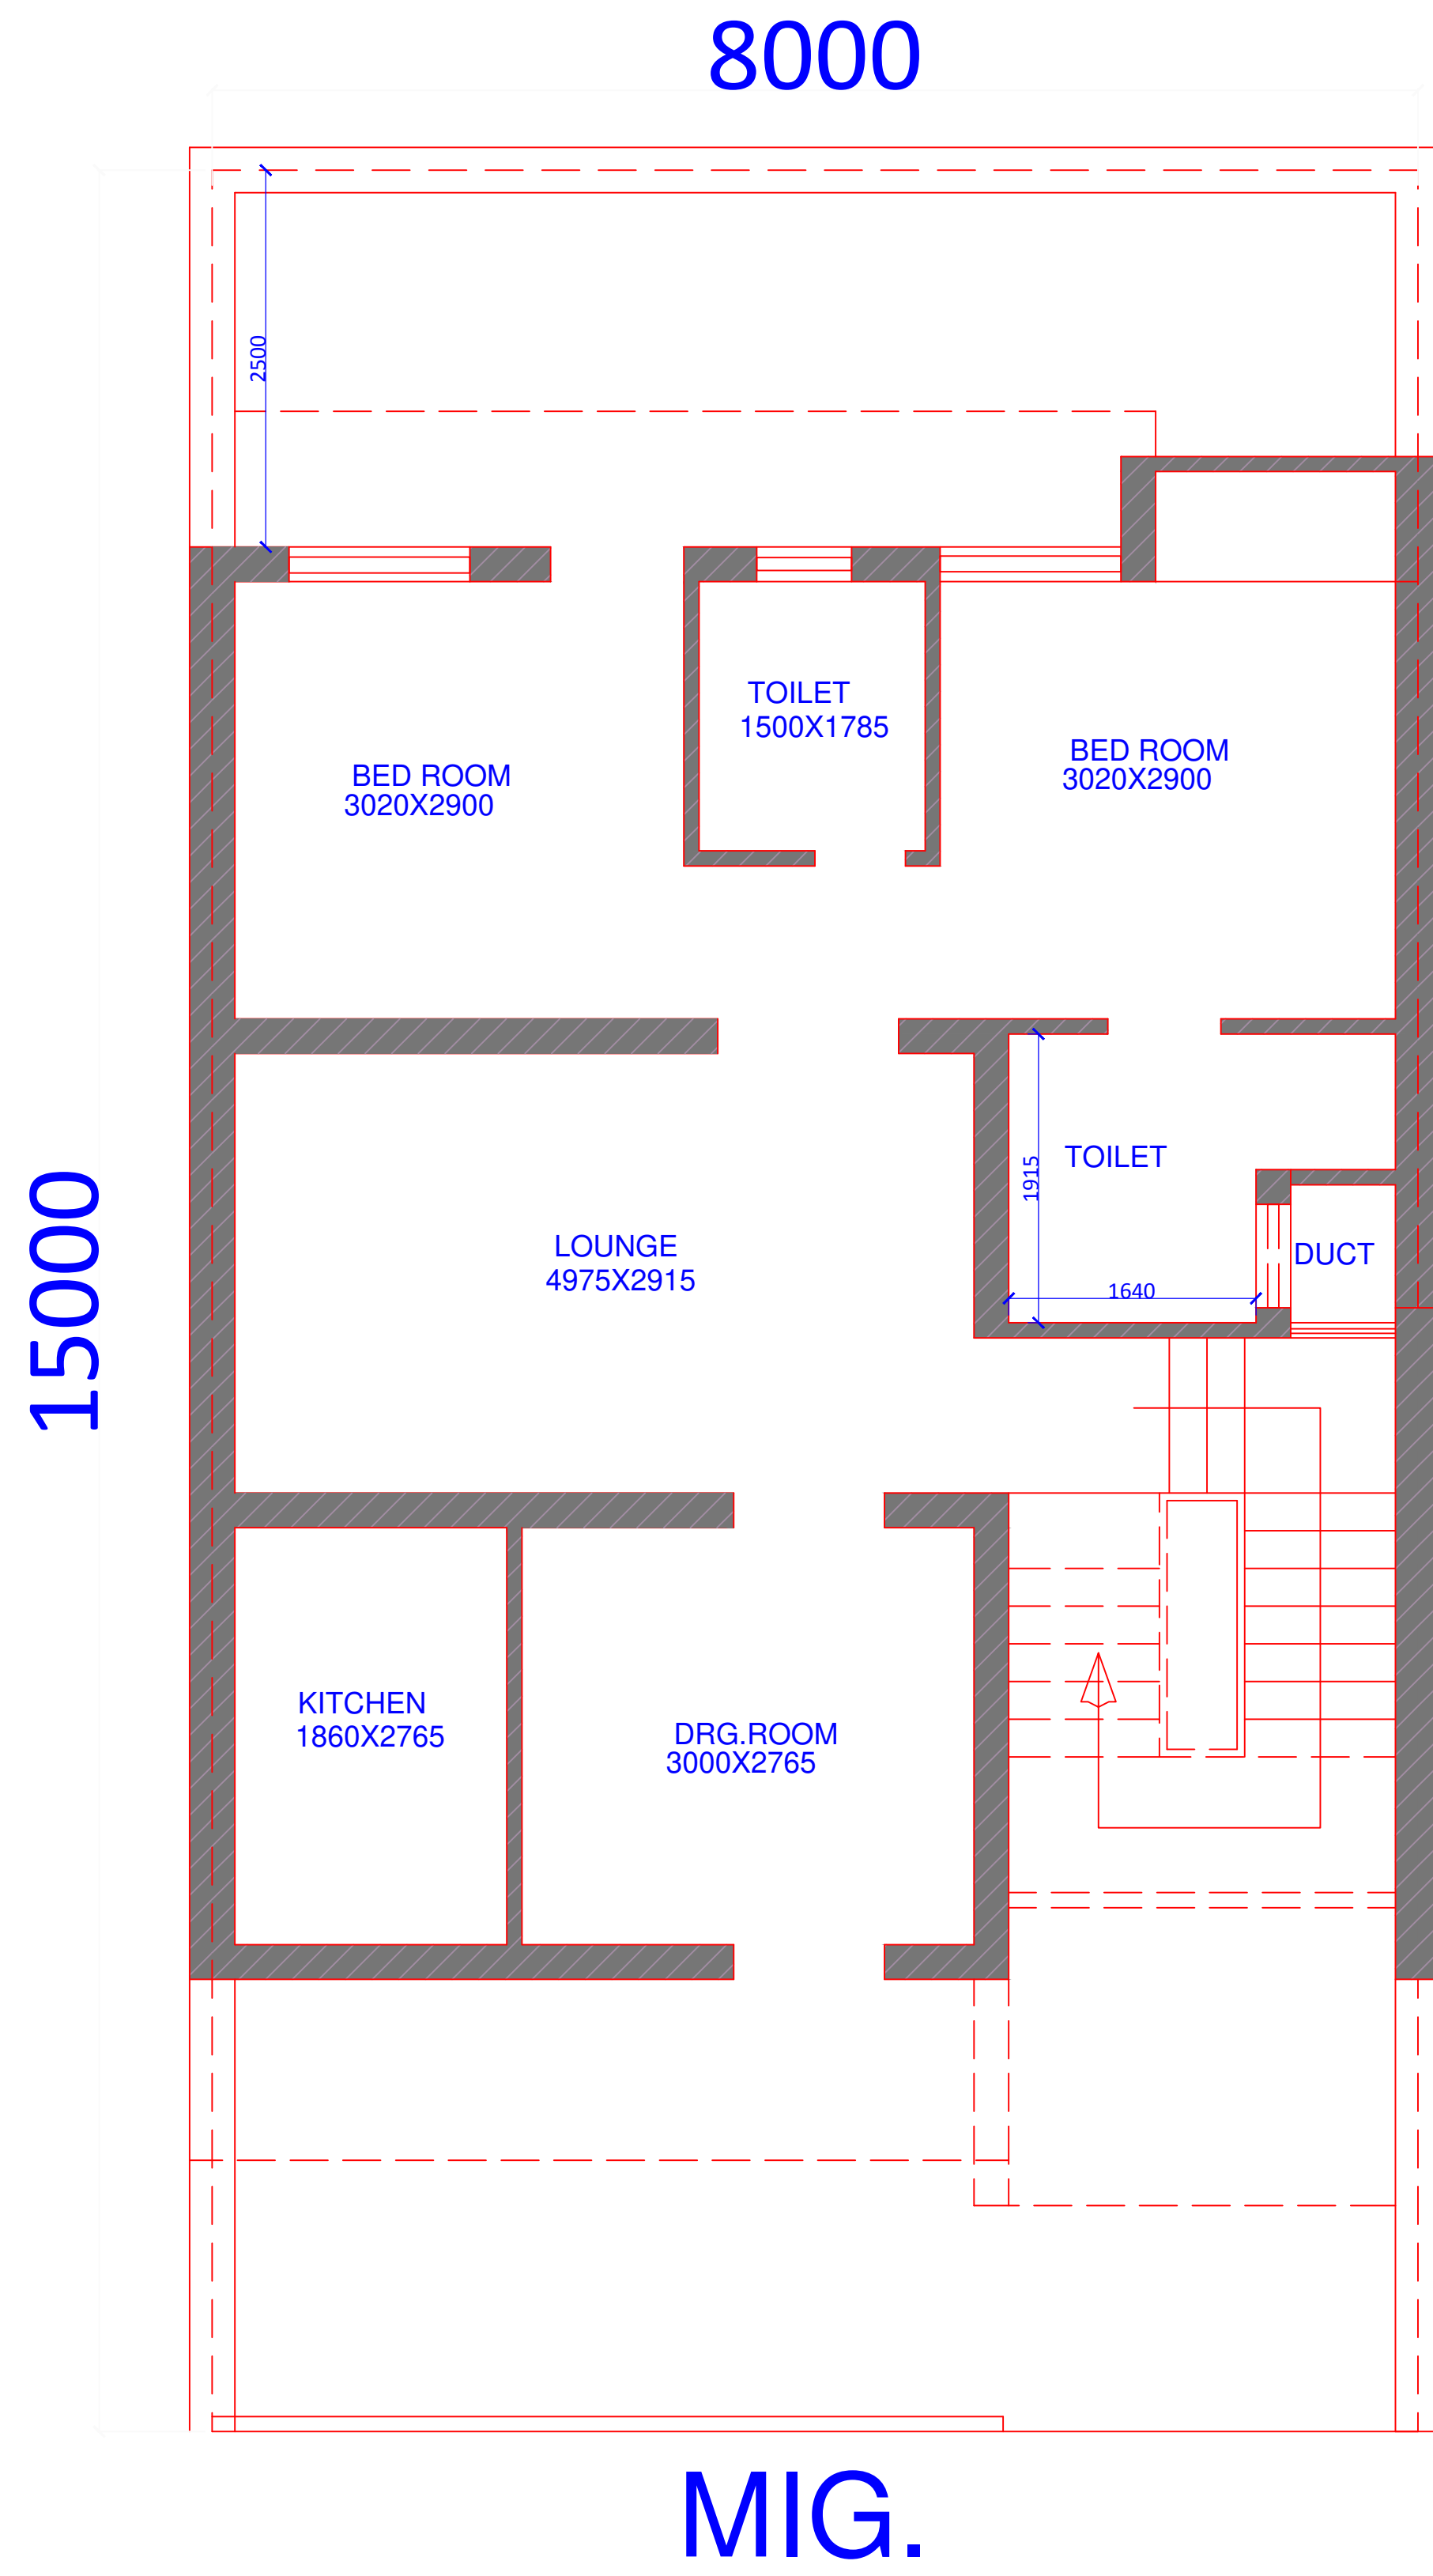 8000
2500
TOILET
1500X1785
BED ROOM
3020X2900
BED ROOM
3020X2900
15000
TOILET
1915
1640
DUCT
LOUNGE
4975X2915
KITCHEN
1860X2765
DRG.ROOM
3000X2765
MIG.